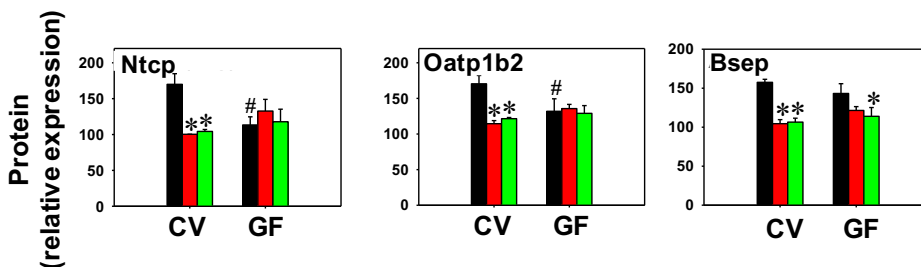 Protein
(relative expression)
Ntcp
200
150
100
50
0
* *
#
CV GF
Oatp1b2
200
150
100
50
0
* *
#
CV GF
Bsep
200
150
100
50
0
* *
*
CV GF